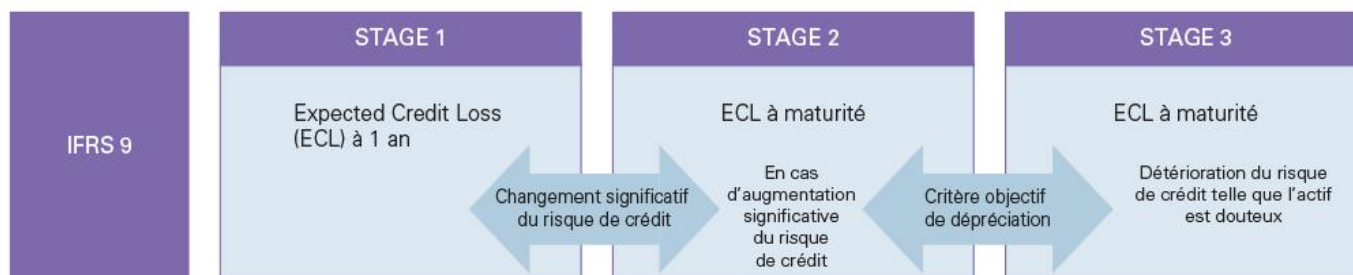 IFRS 9
STAGE 1
Expected Credit Loss
(ECL) à 1 an
Changement significatif
du risque de crédit
STAGE 2
ECL à maturité
En cas
d'augmentation
significative
du risque
de crédit
Critère objectif
de dépréciation
STAGE 3
ECL à maturité
Détérioration du risque
de crédit telle que l'actif
est douteux